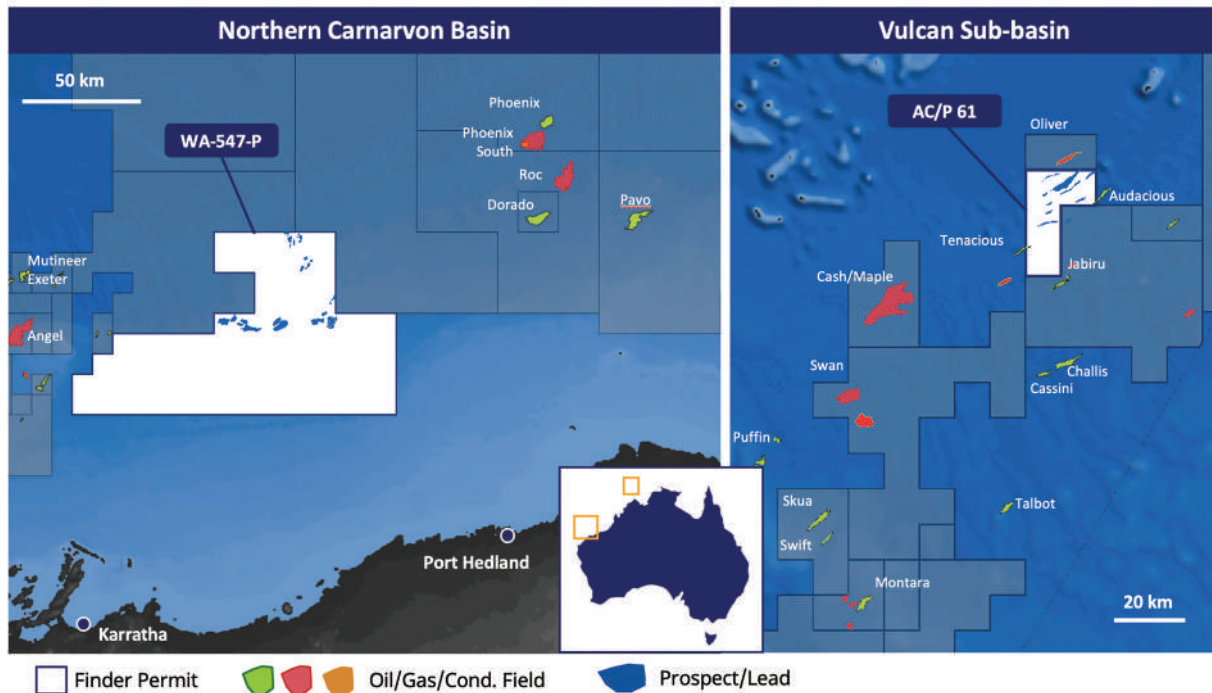 Northern Carnarvon Basin
50 km
WA-547-P
Phoenix
Phoenix
South
Roc
Dorado
Pavo
Mutineer
Exeter
Angel
Port Hedland
Karratha
Vulcan Sub-basin
AC/P 61
Oliver
Audacious
Tenacious
Jabiru
Cash/Maple
Swan
Challis
Cassini
Puffin
Skua
Talbot
Swift
Montara
20 km
Finder Permit
Oil/Gas/Cond. Field
Prospect/Lead